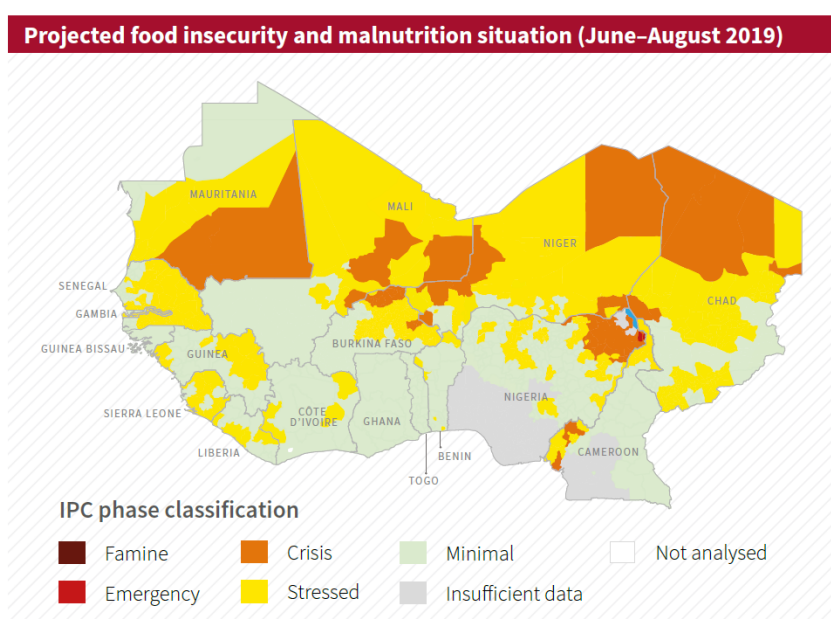 Projected food insecurity and malnutrition situation (June–August 2019)
MAURITANIA
MALI
NIGER
SENEGAL
CHAD
GAMBIA
GUINEA BISSAU
GUINEA
BURKINA FASO
NIGERIA
SIERRA LEONE
CÔTE
D'IVOIRE
GHANA
LIBERIA
BENIN
CAMEROON
TOGO
IPC phase classification
Famine
Crisis
Minimal
Not analysed
Emergency
Stressed
Insufficient data